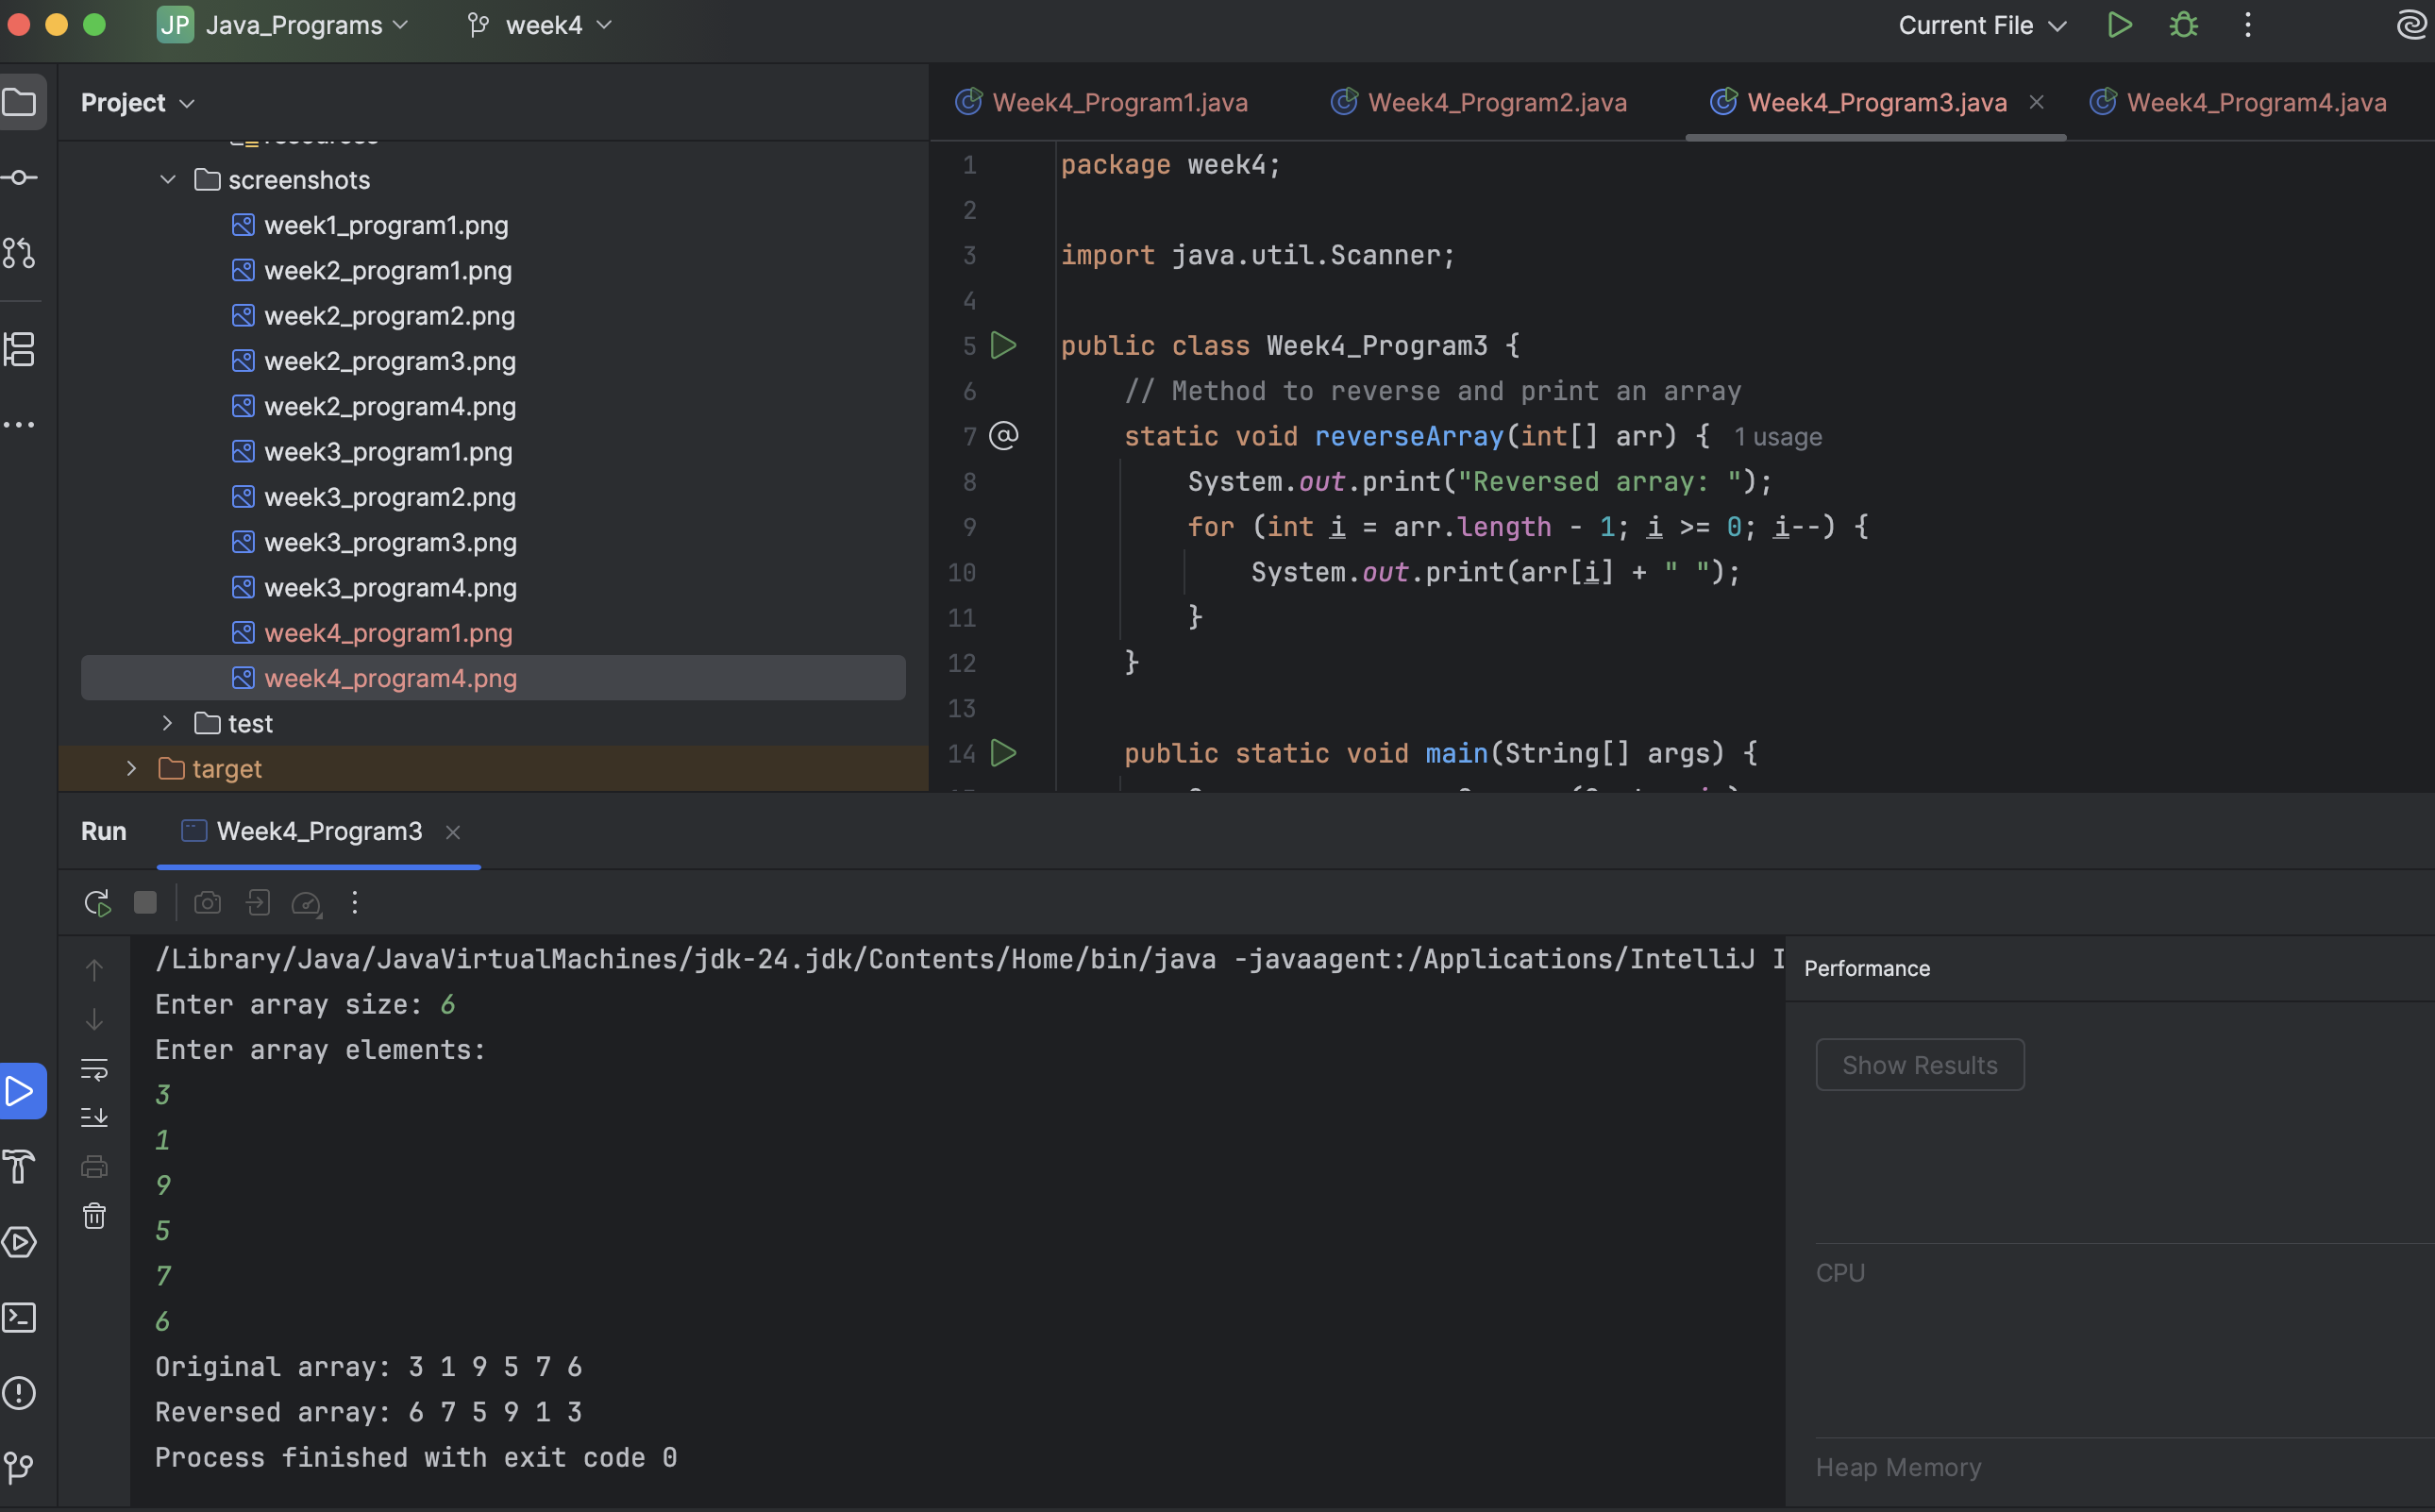 JP Java_Programs week4 Current File
Project
Week4_Program1.java Week4_Program2.java Week4_Program3.java Week4_Program4.java
resources
screenshots
week1_program1.png
week2_program1.png
week2_program2.png
week2_program3.png
week2_program4.png
week3_program1.png
week3_program2.png
week3_program3.png
week3_program4.png
week4_program1.png
week4_program4.png
test
target
1 package week4;
2
3 import java.util.Scanner;
4
5 public class Week4_Program3 {
6 // Method to reverse and print an array
7 @ static void reverseArray(int[] arr) { 1 usage
8 System.out.print("Reversed array: ");
9 for (int i = arr.length - 1; i >= 0; i--) {
10 System.out.print(arr[i] + " ");
11 }
12 }
13
14 public static void main(String[] args) {
Run Week4_Program3
/Library/Java/JavaVirtualMachines/jdk-24.jdk/Contents/Home/bin/java -javaagent:/Applications/IntelliJ I
Enter array size: 6
Enter array elements:
3
1
9
5
7
6
Original array: 3 1 9 5 7 6
Reversed array: 6 7 5 9 1 3
Process finished with exit code 0
Performance
Show Results
CPU
Heap Memory